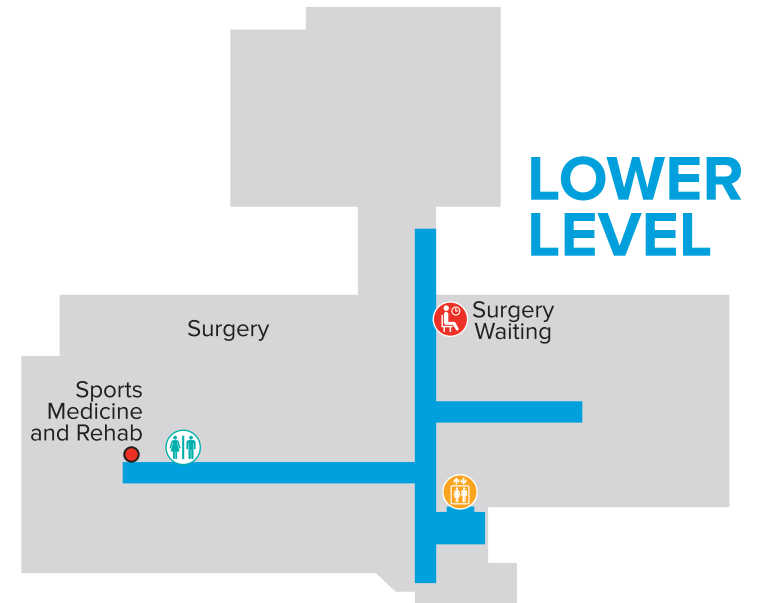 LOWER
LEVEL
Surgery
Waiting
Surgery
Sports
Medicine
and Rehab